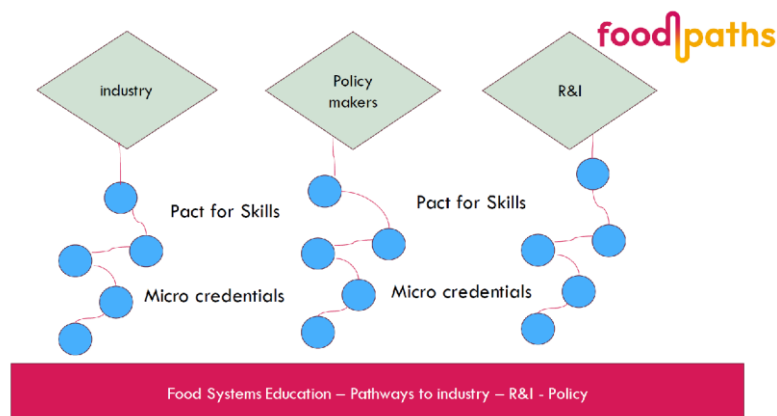 foodpaths
industry
Policy
makers
R&I
Pact for Skills
Pact for Skills
Micro credentials
Micro credentials
Food Systems Education – Pathways to industry – R&I - Policy